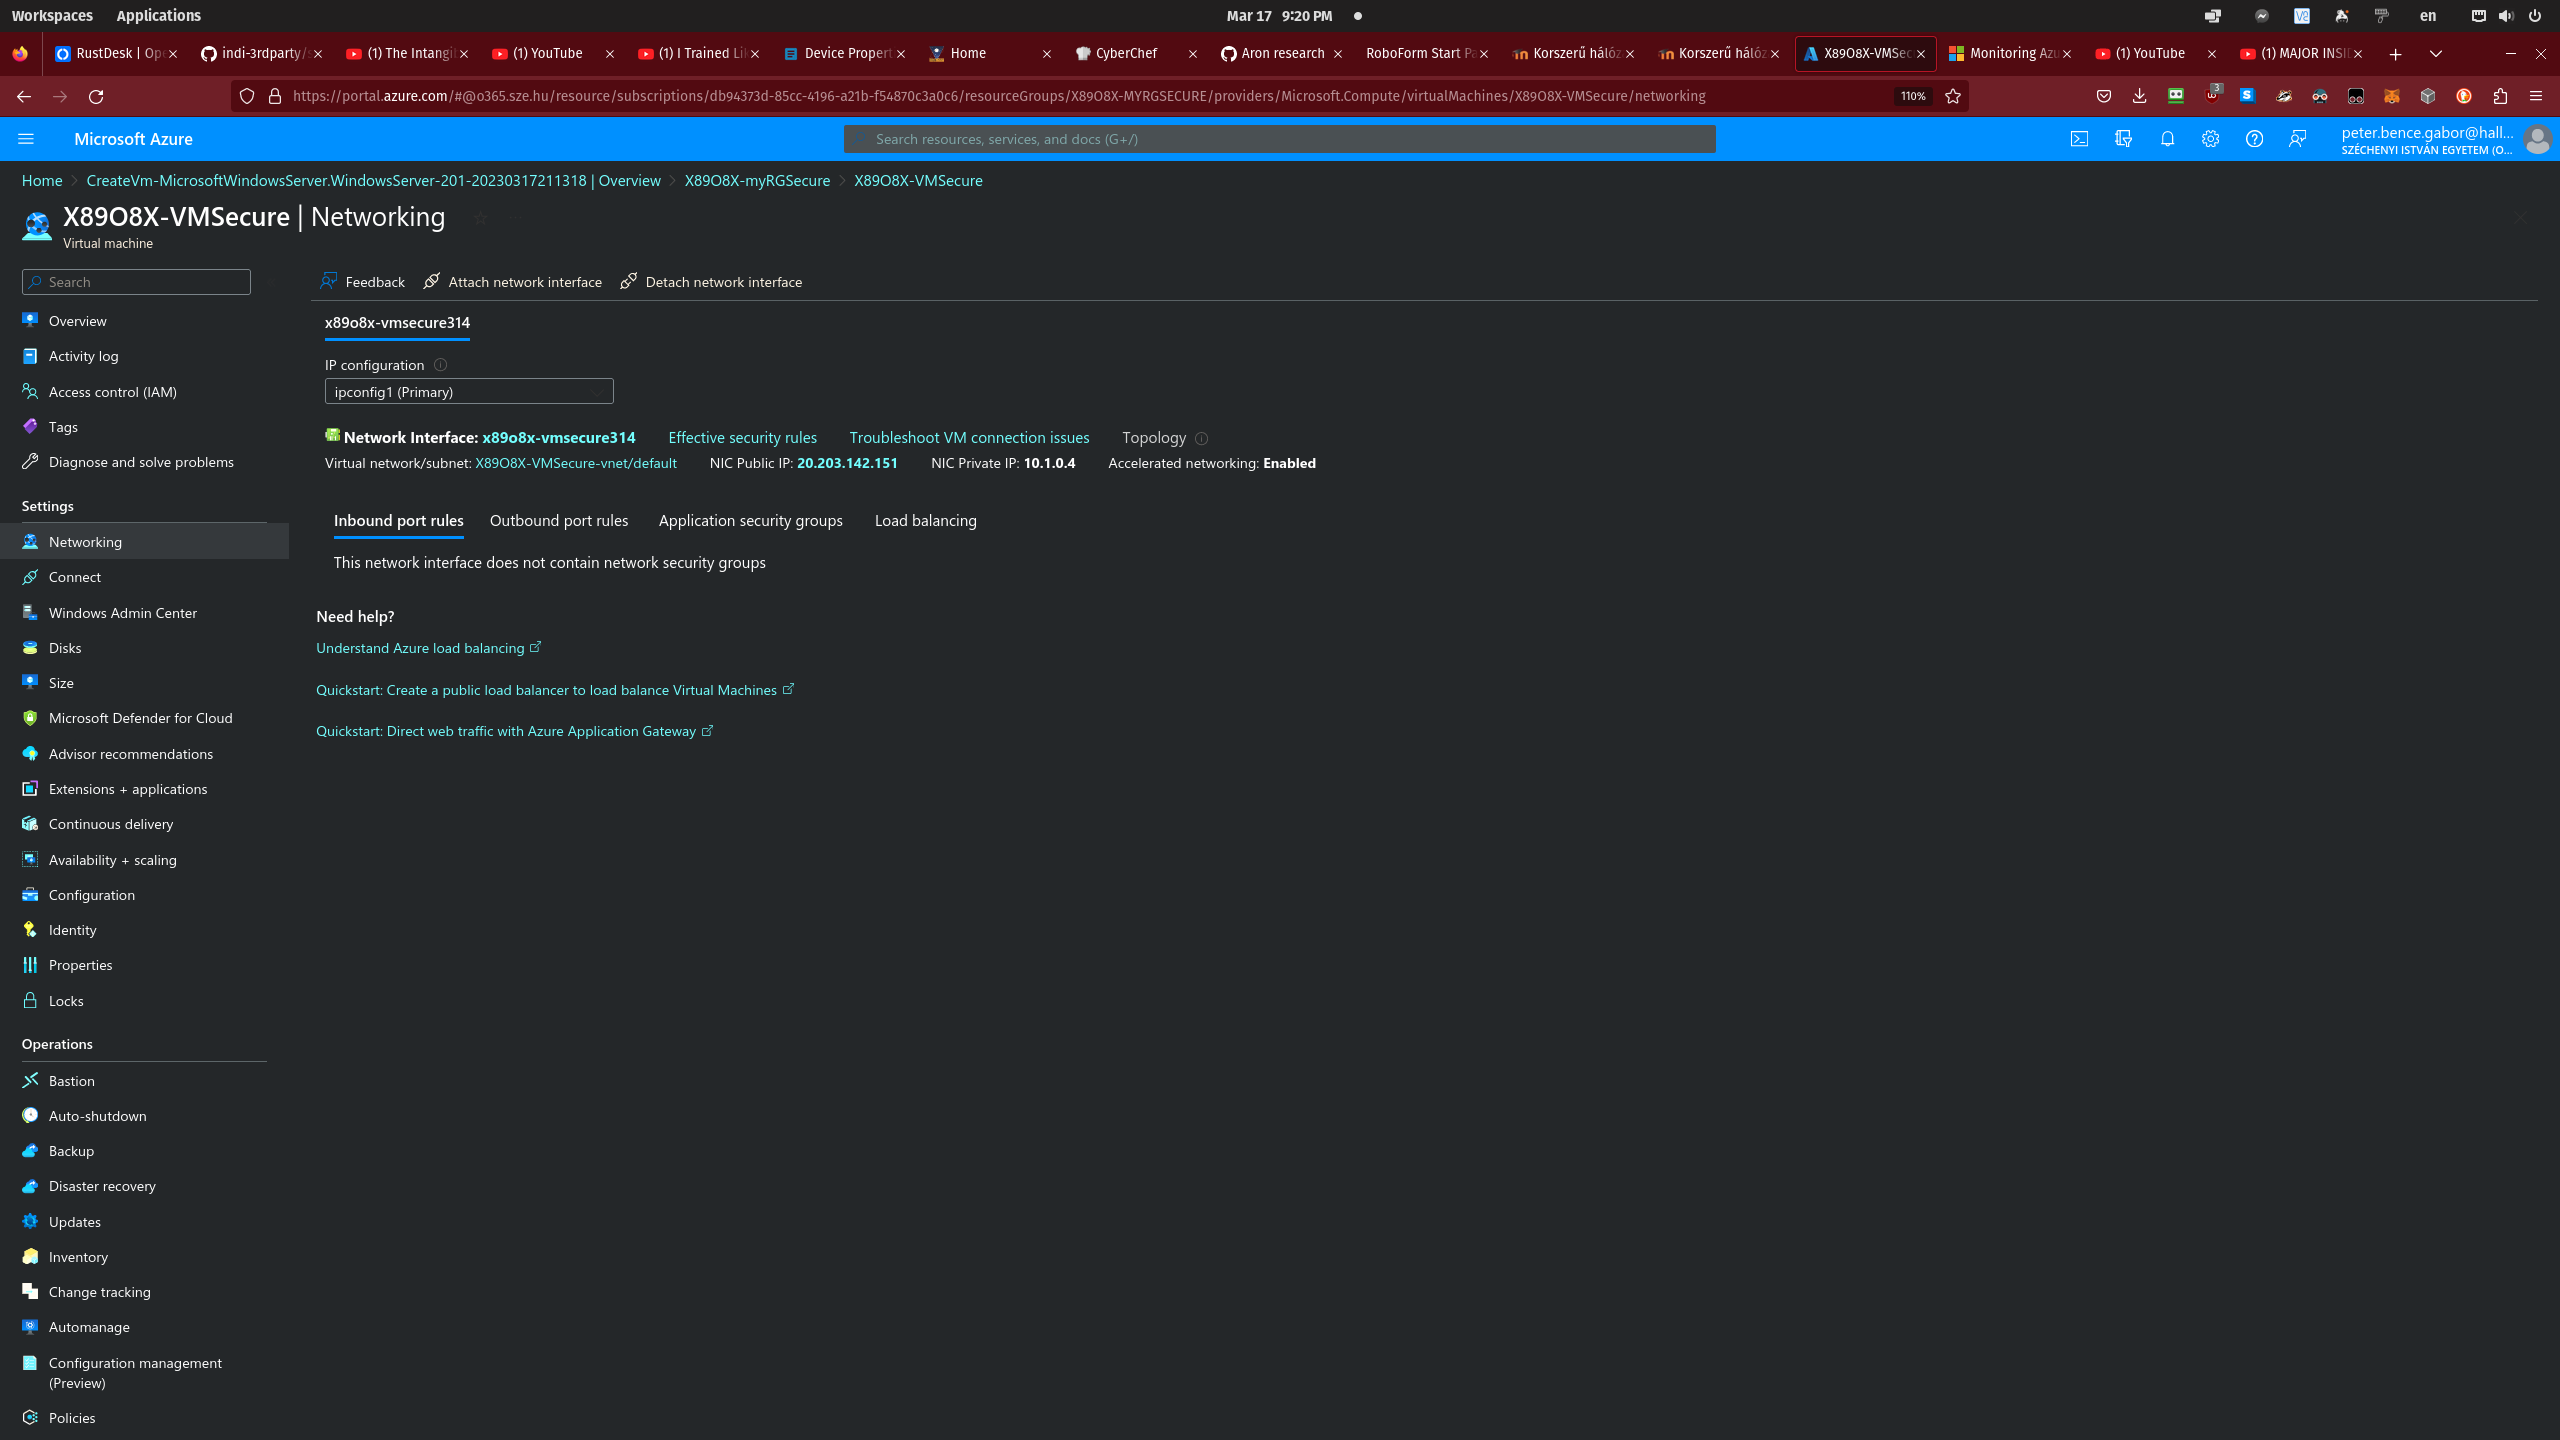 Workspaces Applications Mar 17 9:20 PM en
RustDesk | Ope indi-3rdparty/s (1) The Intangib (1) YouTube (1) I Trained Lik Device Propert Home CyberChef Aron research RoboForm Start Pa Korszerű hálóz Korszerű hálóz X89O8X-VMSec Monitoring Azu (1) YouTube (1) MAJOR INSID
https://portal.azure.com/#@o365.sze.hu/resource/subscriptions/db94373d-85cc-4196-a21b-f54870c3a0c6/resourceGroups/X89O8X-MYRGSECURE/providers/Microsoft.Compute/virtualMachines/X89O8X-VMSecure/networking 110% 3
Microsoft Azure Search resources, services, and docs (G+/) peter.bence.gabor@hall...
SZÉCHENYI ISTVÁN EGYETEM (O...
Home CreateVm-MicrosoftWindowsServer.WindowsServer-201-20230317211318 | Overview X89O8X-myRGSecure X89O8X-VMSecure
X89O8X-VMSecure | Networking
Virtual machine
Search
Feedback Attach network interface Detach network interface
Overview
Activity log
Access control (IAM)
Tags
Diagnose and solve problems
Settings
Networking
Connect
Windows Admin Center
Disks
Size
Microsoft Defender for Cloud
Advisor recommendations
Extensions + applications
Continuous delivery
Availability + scaling
Configuration
Identity
Properties
Locks
Operations
Bastion
Auto-shutdown
Backup
Disaster recovery
Updates
Inventory
Change tracking
Automanage
Configuration management
(Preview)
Policies
x89o8x-vmsecure314
IP configuration
ipconfig1 (Primary)
Network Interface: x89o8x-vmsecure314 Effective security rules Troubleshoot VM connection issues Topology
Virtual network/subnet: X89O8X-VMSecure-vnet/default NIC Public IP: 20.203.142.151 NIC Private IP: 10.1.0.4 Accelerated networking: Enabled
Inbound port rules Outbound port rules Application security groups Load balancing
This network interface does not contain network security groups
Need help?
Understand Azure load balancing
Quickstart: Create a public load balancer to load balance Virtual Machines
Quickstart: Direct web traffic with Azure Application Gateway